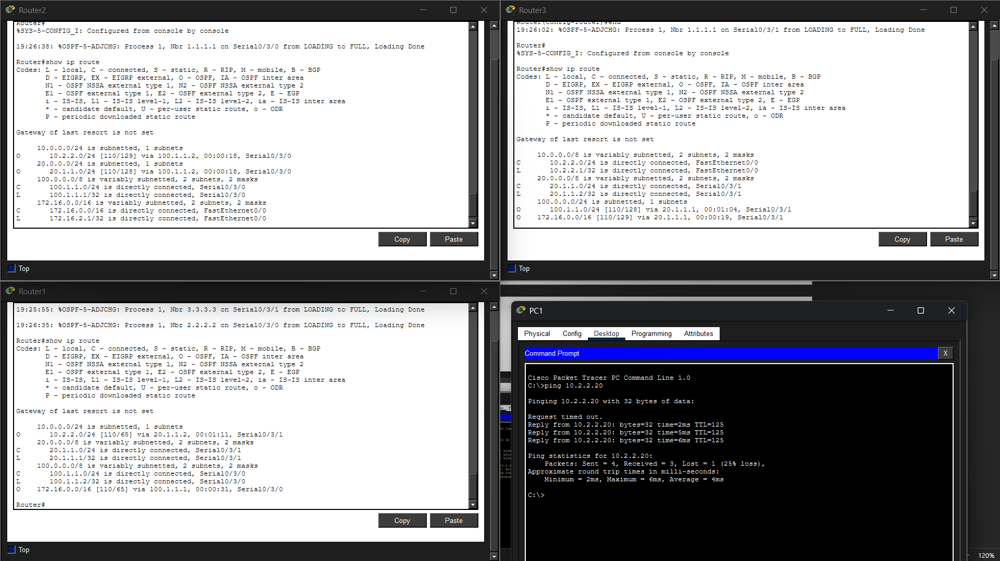 Router2
Router#
%SYS-5-CONFIG_I: Configured from console by console
19:26:38: %OSPF-5-ADJCHG: Process 1, Nbr 1.1.1.1 on Serial0/3/0 from LOADING to FULL, Loading Done
Router#show ip route
Codes: L - local, C - connected, S - static, R - RIP, M - mobile, B - BGP
D - EIGRP, EX - EIGRP external, O - OSPF, IA - OSPF inter area
N1 - OSPF NSSA external type 1, N2 - OSPF NSSA external type 2
E1 - OSPF external type 1, E2 - OSPF external type 2, E - EGP
i - IS-IS, L1 - IS-IS level-1, L2 - IS-IS level-2, ia - IS-IS inter area
* - candidate default, U - per-user static route, o - ODR
P - periodic downloaded static route
Gateway of last resort is not set
10.0.0.0/24 is subnetted, 1 subnets
O 10.2.2.0/24 [110/129] via 100.1.1.2, 00:00:18, Serial0/3/0
20.0.0.0/24 is subnetted, 1 subnets
O 20.1.1.0/24 [110/128] via 100.1.1.2, 00:00:18, Serial0/3/0
100.0.0.0/8 is variably subnetted, 2 subnets, 2 masks
C 100.1.1.0/24 is directly connected, Serial0/3/0
L 100.1.1.1/32 is directly connected, Serial0/3/0
172.16.0.0/16 is variably subnetted, 2 subnets, 2 masks
C 172.16.0.0/16 is directly connected, FastEthernet0/0
L 172.16.2.1/32 is directly connected, FastEthernet0/0
Copy Paste
Top
Router3
Router(config-router)#end
19:26:02: %OSPF-5-ADJCHG: Process 1, Nbr 1.1.1.1 on Serial0/3/1 from LOADING to FULL, Loading Done
Router#
%SYS-5-CONFIG_I: Configured from console by console
Router#show ip route
Codes: L - local, C - connected, S - static, R - RIP, M - mobile, B - BGP
D - EIGRP, EX - EIGRP external, O - OSPF, IA - OSPF inter area
N1 - OSPF NSSA external type 1, N2 - OSPF NSSA external type 2
E1 - OSPF external type 1, E2 - OSPF external type 2, E - EGP
i - IS-IS, L1 - IS-IS level-1, L2 - IS-IS level-2, ia - IS-IS inter area
* - candidate default, U - per-user static route, o - ODR
P - periodic downloaded static route
Gateway of last resort is not set
10.0.0.0/8 is variably subnetted, 2 subnets, 2 masks
C 10.2.2.0/24 is directly connected, FastEthernet0/0
L 10.2.2.1/32 is directly connected, FastEthernet0/0
20.0.0.0/8 is variably subnetted, 2 subnets, 2 masks
C 20.1.1.0/24 is directly connected, Serial0/3/1
L 20.1.1.2/32 is directly connected, Serial0/3/1
100.0.0.0/24 is subnetted, 1 subnets
O 100.1.1.0/24 [110/128] via 20.1.1.1, 00:01:04, Serial0/3/1
O 172.16.0.0/16 [110/129] via 20.1.1.1, 00:00:19, Serial0/3/1
Copy Paste
Top
Router1
19:25:55: %OSPF-5-ADJCHG: Process 1, Nbr 3.3.3.3 on Serial0/3/1 from LOADING to FULL, Loading Done
19:26:35: %OSPF-5-ADJCHG: Process 1, Nbr 2.2.2.2 on Serial0/3/0 from LOADING to FULL, Loading Done
Router#show ip route
Codes: L - local, C - connected, S - static, R - RIP, M - mobile, B - BGP
D - EIGRP, EX - EIGRP external, O - OSPF, IA - OSPF inter area
N1 - OSPF NSSA external type 1, N2 - OSPF NSSA external type 2
E1 - OSPF external type 1, E2 - OSPF external type 2, E - EGP
i - IS-IS, L1 - IS-IS level-1, L2 - IS-IS level-2, ia - IS-IS inter area
* - candidate default, U - per-user static route, o - ODR
P - periodic downloaded static route
Gateway of last resort is not set
10.0.0.0/24 is subnetted, 1 subnets
O 10.2.2.0/24 [110/65] via 20.1.1.2, 00:01:11, Serial0/3/1
20.0.0.0/8 is variably subnetted, 2 subnets, 2 masks
C 20.1.1.0/24 is directly connected, Serial0/3/1
L 20.1.1.1/32 is directly connected, Serial0/3/1
100.0.0.0/8 is variably subnetted, 2 subnets, 2 masks
C 100.1.1.0/24 is directly connected, Serial0/3/0
L 100.1.1.2/32 is directly connected, Serial0/3/0
O 172.16.0.0/16 [110/65] via 100.1.1.1, 00:00:31, Serial0/3/0
Router#
Copy Paste
Top
PC1
Physical Config Desktop Programming Attributes
Command Prompt X
Cisco Packet Tracer PC Command Line 1.0
C:\>ping 10.2.2.20
Pinging 10.2.2.20 with 32 bytes of data:
Request timed out.
Reply from 10.2.2.20: bytes=32 time=2ms TTL=125
Reply from 10.2.2.20: bytes=32 time=5ms TTL=125
Reply from 10.2.2.20: bytes=32 time=6ms TTL=125
Ping statistics for 10.2.2.20:
Packets: Sent = 4, Received = 3, Lost = 1 (25% loss),
Approximate round trip times in milli-seconds:
Minimum = 2ms, Maximum = 6ms, Average = 4ms
C:\>
120%